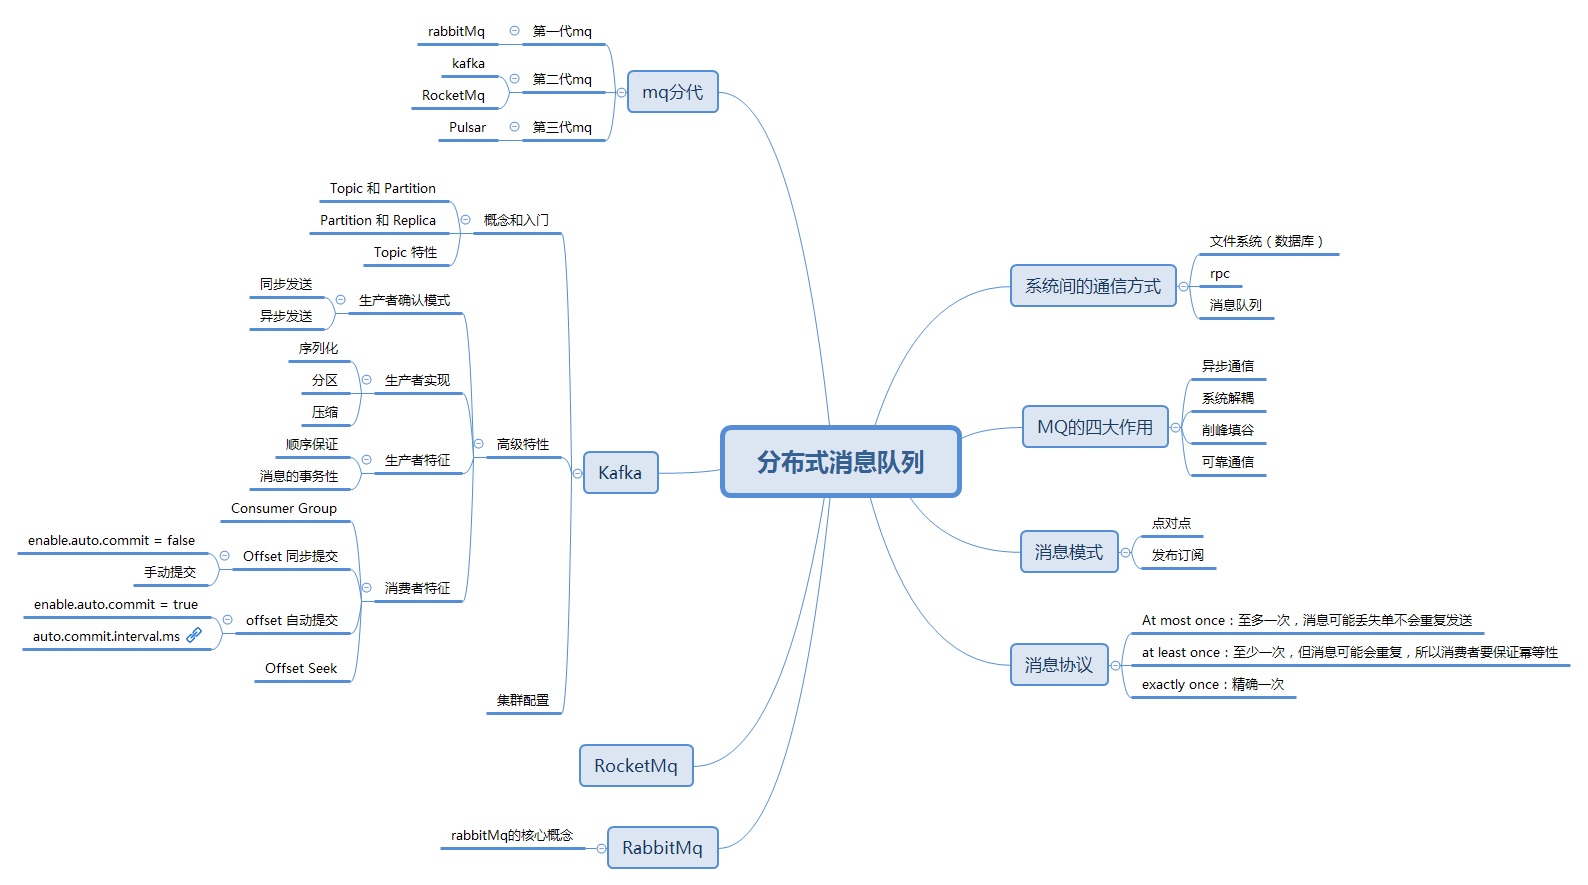 分布式消息队列
系统间的通信方式
文件系统（数据库）
rpc
消息队列
MQ的四大作用
异步通信
系统解耦
削峰填谷
可靠通信
消息模式
点对点
发布订阅
消息协议
At most once：至多一次，消息可能丢失单不会重复发送
at least once：至少一次，但消息可能会重复，所以消费者要保证幂等性
exactly once：精确一次
mq分代
第一代mq
rabbitMq
第二代mq
kafka
RocketMq
第三代mq
Pulsar
Kafka
概念和入门
Topic 和 Partition
Partition 和 Replica
Topic 特性
高级特性
生产者确认模式
同步发送
异步发送
生产者实现
序列化
分区
压缩
生产者特征
顺序保证
消息的事务性
消费者特征
Consumer Group
Offset 同步提交
enable.auto.commit = false
手动提交
offset 自动提交
enable.auto.commit = true
auto.commit.interval.ms
Offset Seek
集群配置
RocketMq
RabbitMq
rabbitMq的核心概念